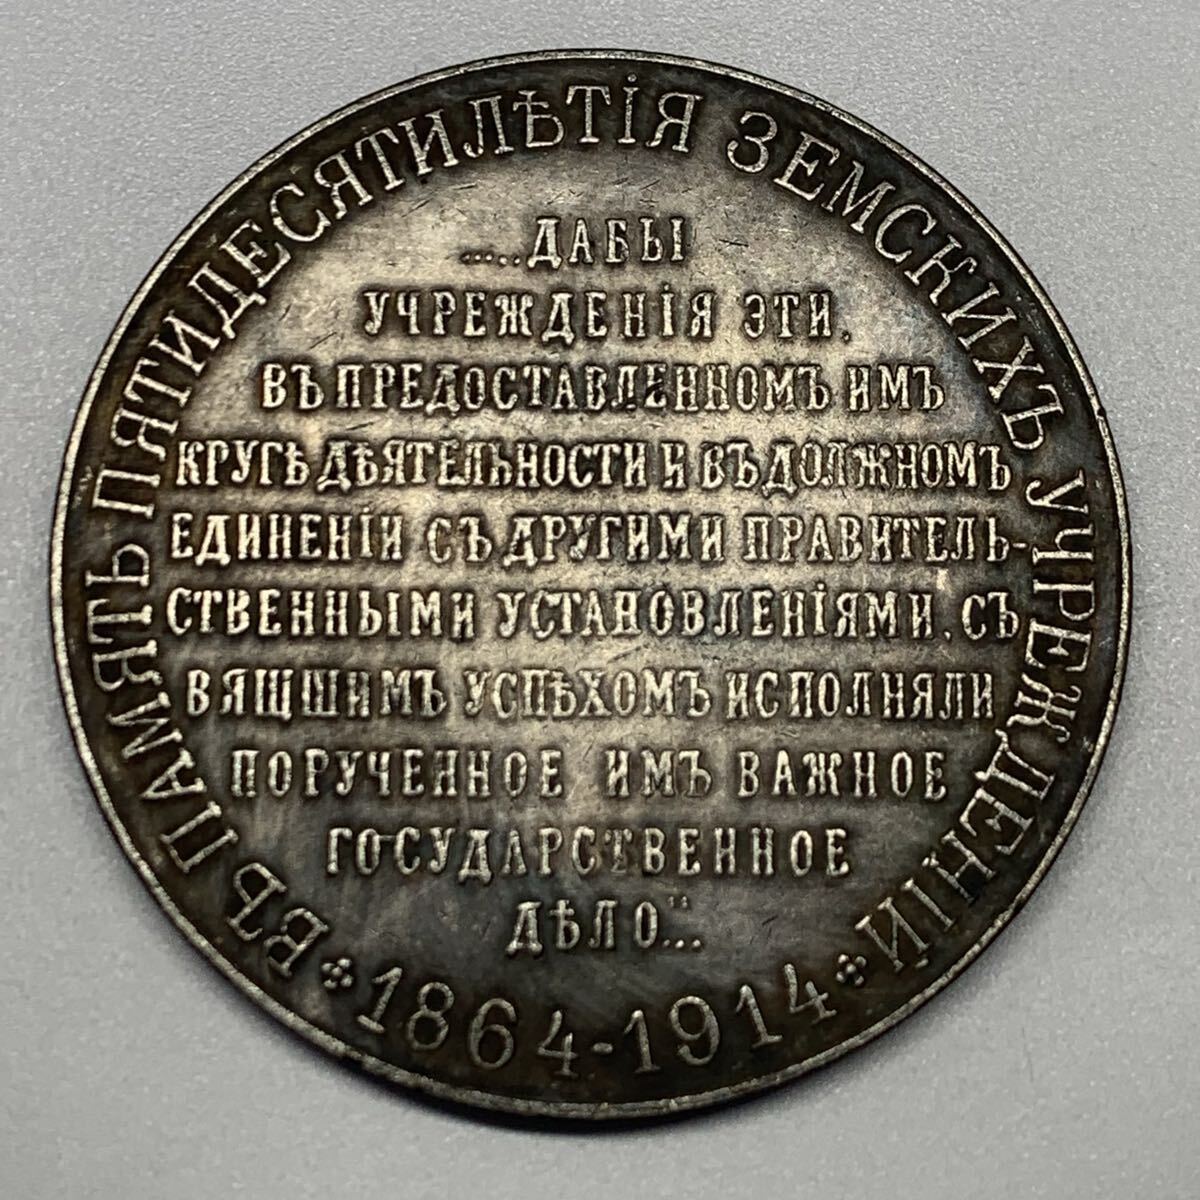 ВЪ ПАМЯТЬ ПЯТИДЕСЯТИЛѢТІЯ ЗЕМСКИХЪ УЧРЕЖДЕНІЙ
.....ДАБЫ
УЧРЕЖДЕНІЯ ЭТИ,
ВЪ ПРЕДОСТАВЛЕННОМЪ ИМЪ
КРУГѢ ДѢЯТЕЛЬНОСТИ И ВЪ ДОЛЖНОМЪ
ЕДИНЕНІИ СЪ ДРУГИМИ ПРАВИТЕЛЬ-
СТВЕННЫМИ УСТАНОВЛЕНІЯМИ, СЪ
ВЯЩШИМЪ УСПѢХОМЪ ИСПОЛНЯЛИ
ПОРУЧЕННОЕ ИМЪ ВАЖНОЕ
ГОСУДАРСТВЕННОЕ
ДѢЛО"...
1864-1914